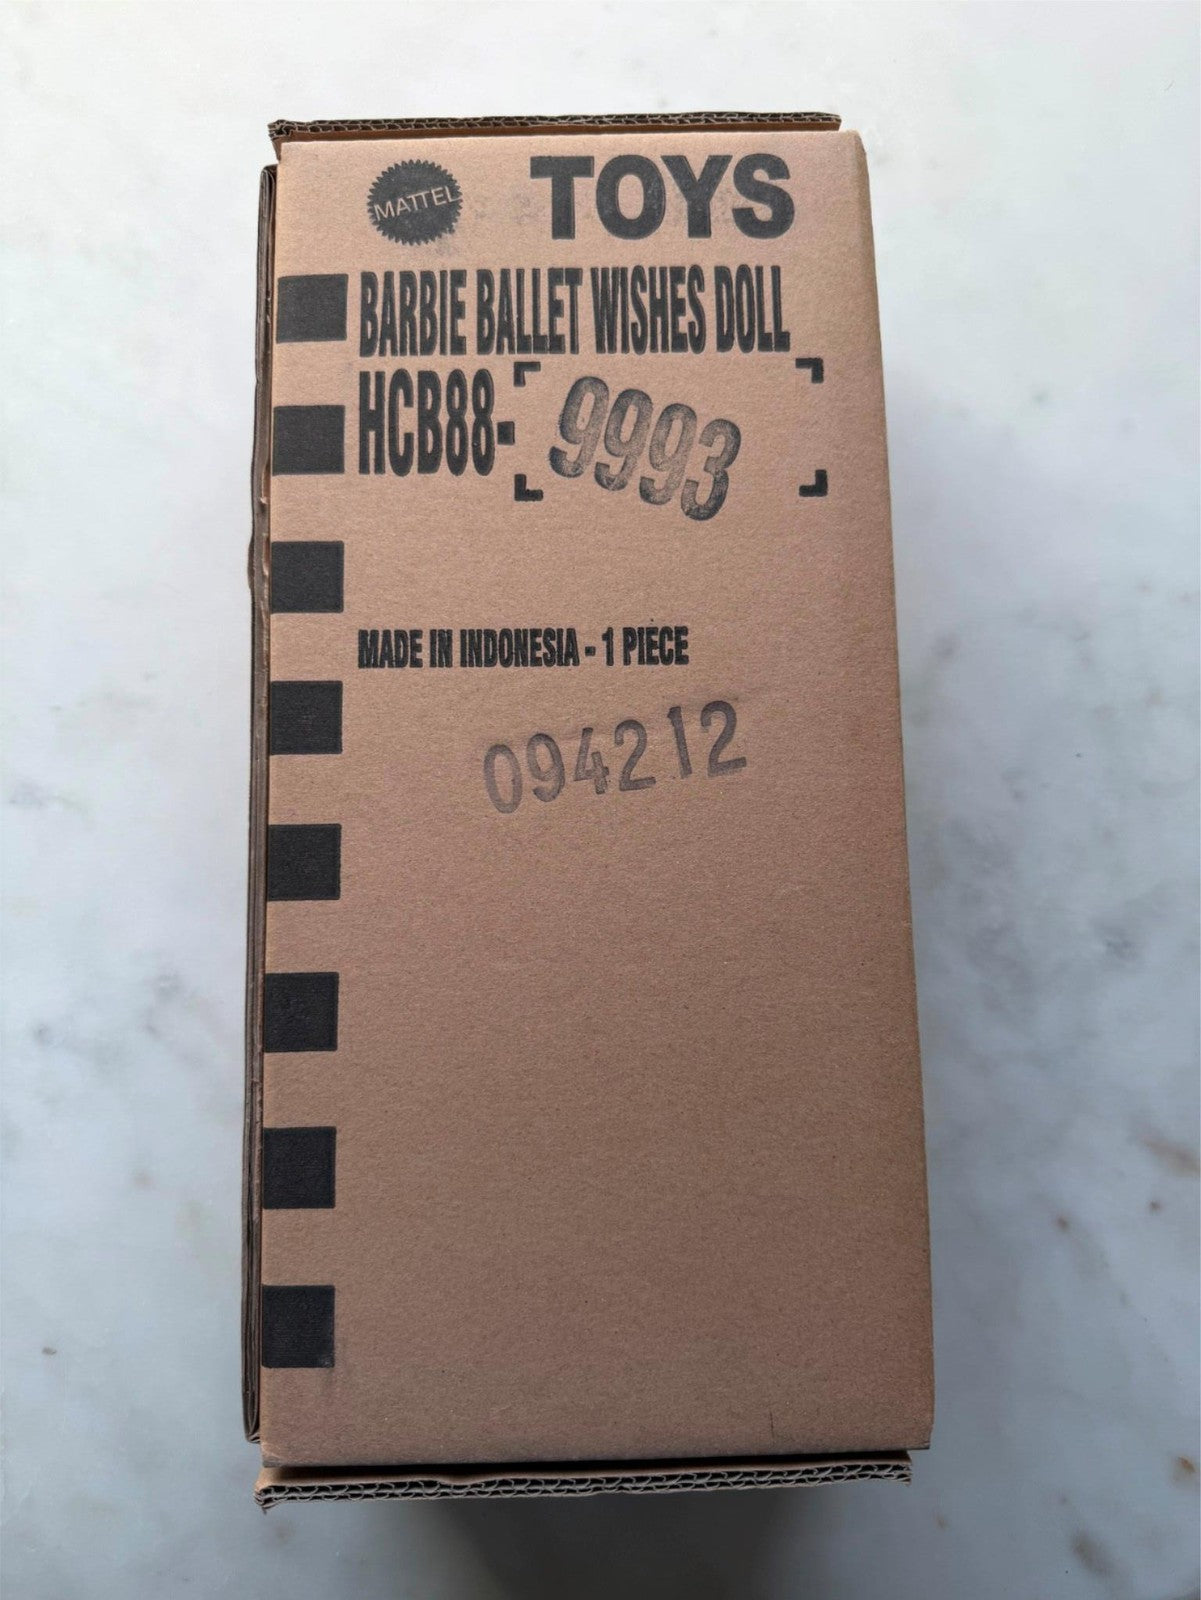 MATTEL TOYS
BARBIE BALLET WISHES DOLL
HCB88- 9993
MADE IN INDONESIA - 1 PIECE
094212